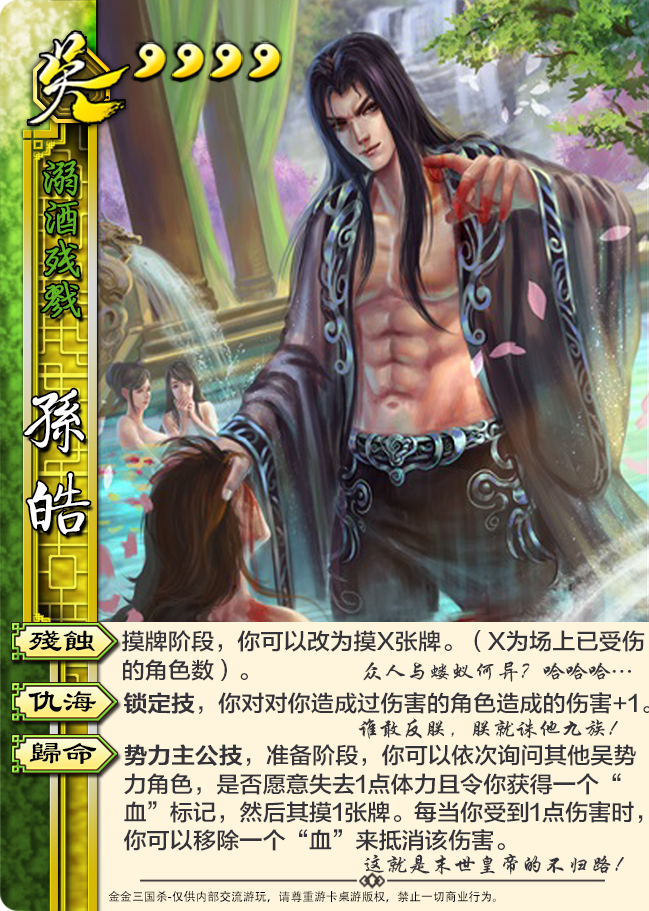 吴
溺酒残戮
孫皓
殘蝕
摸牌阶段，你可以改为摸X张牌。（X为场上已受伤
的角色数）。
众人与蝼蚁何异？哈哈哈…
仇海
锁定技，你对对你造成过伤害的角色造成的伤害+1。
谁敢反朕，朕就诛他九族！
歸命
势力主公技，准备阶段，你可以依次询问其他吴势
力角色，是否愿意失去1点体力且令你获得一个“
血”标记，然后其摸1张牌。每当你受到1点伤害时，
你可以移除一个“血”来抵消该伤害。
这就是末世皇帝的不归路！
金金三国杀-仅供内部交流游玩，请尊重游卡桌游版权，禁止一切商业行为。